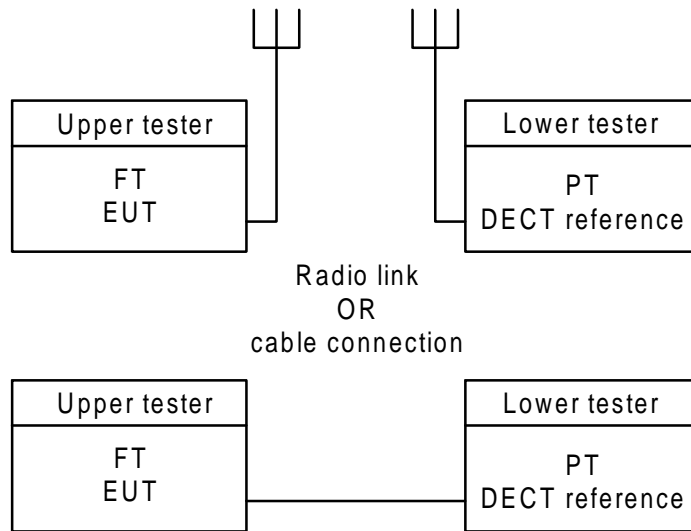 Upper tester
FT
EUT
Lower tester
PT
DECT reference
Radio link
OR
cable connection
Upper tester
FT
EUT
Lower tester
PT
DECT reference